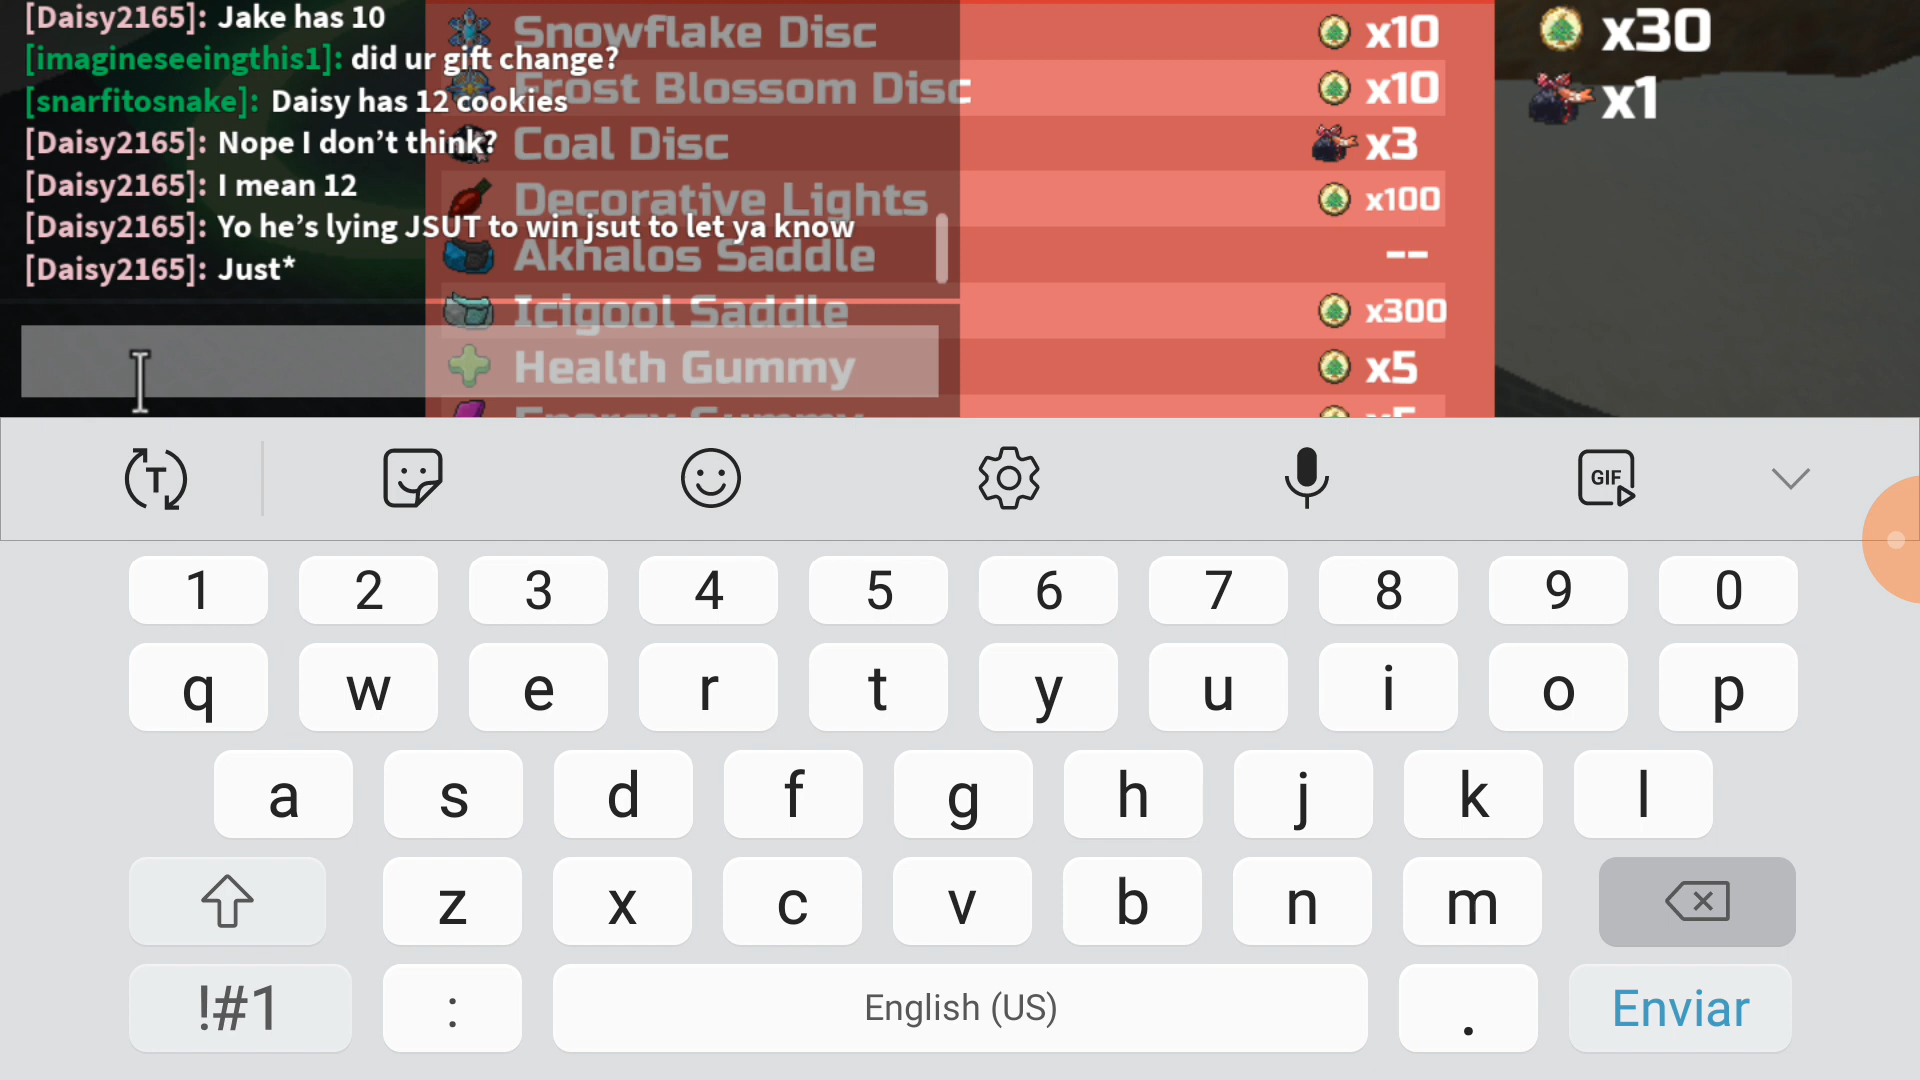 [Daisy2165]: Jake has 10
[imagineseeingthis1]: did ur gift change?
[snarfitosnake]: Daisy has 12 cookies
[Daisy2165]: Nope I don't think?
[Daisy2165]: I mean 12
[Daisy2165]: Yo he's lying JSUT to win jsut to let ya know
[Daisy2165]: Just*
Snowflake Disc x10
Frost Blossom Disc x10
Coal Disc x3
Decorative Lights x100
Akhalos Saddle --
Icigool Saddle x300
Health Gummy x5
Energy Gummy x5
x30
x1
T
GIF
1 2 3 4 5 6 7 8 9 0
q w e r t y u i o p
a s d f g h j k l
z x c v b n m
!#1 : English (US) . Enviar